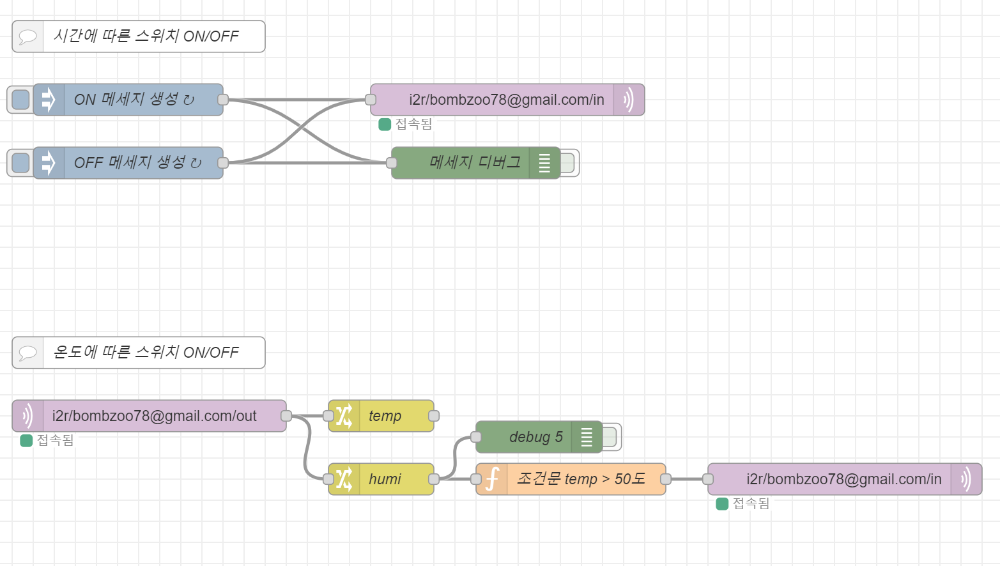 시간에 따른 스위치 ON/OFF
ON 메세지 생성 ↻
i2r/bombzoo78@gmail.com/in
접속됨
OFF 메세지 생성 ↻
메세지 디버그
온도에 따른 스위치 ON/OFF
i2r/bombzoo78@gmail.com/out
접속됨
temp
debug 5
humi
조건문 temp > 50도
i2r/bombzoo78@gmail.com/in
접속됨